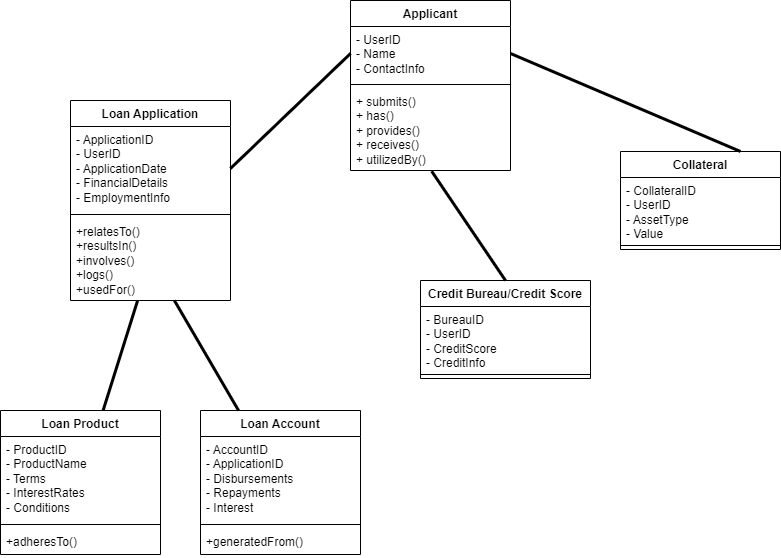 Applicant
- UserID
- Name
- ContactInfo
+ submits()
+ has()
+ provides()
+ receives()
+ utilizedBy()
Loan Application
- ApplicationID
- UserID
- ApplicationDate
- FinancialDetails
- EmploymentInfo
+relatesTo()
+resultsIn()
+involves()
+logs()
+usedFor()
Collateral
- CollateralID
- UserID
- AssetType
- Value
Credit Bureau/Credit Score
- BureauID
- UserID
- CreditScore
- CreditInfo
Loan Product
- ProductID
- ProductName
- Terms
- InterestRates
- Conditions
+adheresTo()
Loan Account
- AccountID
- ApplicationID
- Disbursements
- Repayments
- Interest
+generatedFrom()